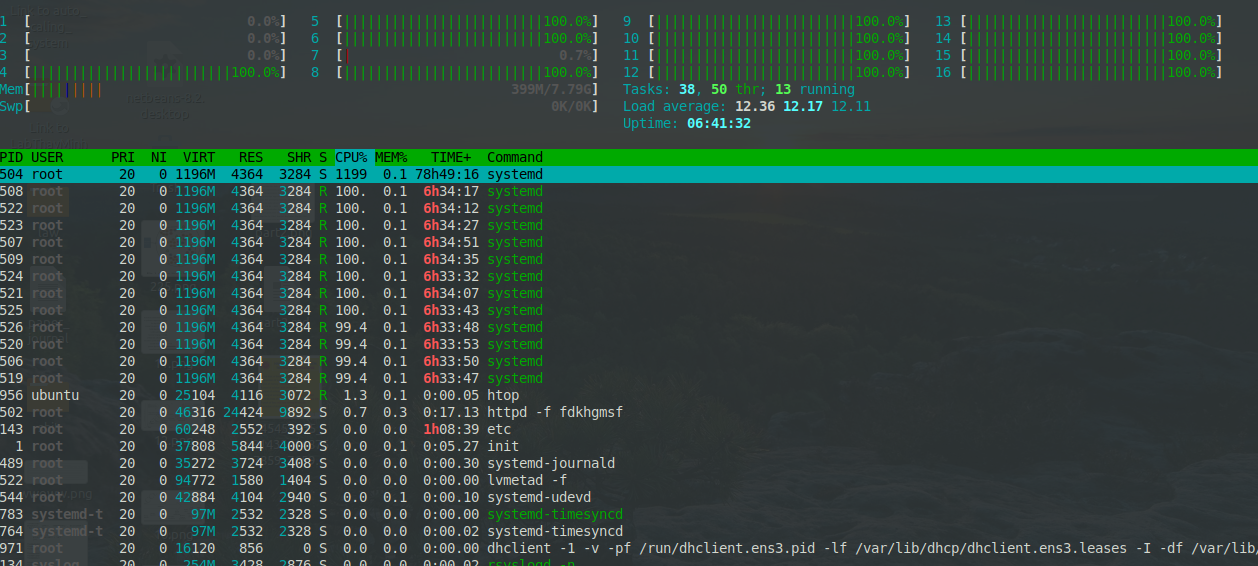 1 [ 0.0%] 5 [||||||||||||||||||||||||||100.0%] 9 [||||||||||||||||||||||||||100.0%] 13 [||||||||||||||||||||||||||100.0%]
2 [ 0.0%] 6 [||||||||||||||||||||||||||100.0%] 10 [||||||||||||||||||||||||||100.0%] 14 [||||||||||||||||||||||||||100.0%]
3 [ 0.0%] 7 [| 0.7%] 11 [||||||||||||||||||||||||||100.0%] 15 [||||||||||||||||||||||||||100.0%]
4 [||||||||||||||||||||||||||100.0%] 8 [||||||||||||||||||||||||||100.0%] 12 [||||||||||||||||||||||||||100.0%] 16 [||||||||||||||||||||||||||100.0%]
Mem[||||||||| 399M/7.79G] Tasks: 38, 50 thr; 13 running
Swp[ 0K/0K] Load average: 12.36 12.17 12.11
Uptime: 06:41:32
PID USER PRI NI VIRT RES SHR S CPU% MEM% TIME+ Command
504 root 20 0 1196M 4364 3284 S 1199 0.1 78h49:16 systemd
508 root 20 0 1196M 4364 3284 R 100. 0.1 6h34:17 systemd
522 root 20 0 1196M 4364 3284 R 100. 0.1 6h34:12 systemd
523 root 20 0 1196M 4364 3284 R 100. 0.1 6h34:27 systemd
507 root 20 0 1196M 4364 3284 R 100. 0.1 6h34:51 systemd
509 root 20 0 1196M 4364 3284 R 100. 0.1 6h34:35 systemd
524 root 20 0 1196M 4364 3284 R 100. 0.1 6h33:32 systemd
521 root 20 0 1196M 4364 3284 R 100. 0.1 6h34:07 systemd
525 root 20 0 1196M 4364 3284 R 100. 0.1 6h33:43 systemd
526 root 20 0 1196M 4364 3284 R 99.4 0.1 6h33:48 systemd
520 root 20 0 1196M 4364 3284 R 99.4 0.1 6h33:53 systemd
506 root 20 0 1196M 4364 3284 R 99.4 0.1 6h33:50 systemd
519 root 20 0 1196M 4364 3284 R 99.4 0.1 6h33:47 systemd
956 ubuntu 20 0 25104 4116 3072 R 1.3 0.1 0:00.05 htop
502 root 20 0 46316 24424 9892 S 0.7 0.3 0:17.13 httpd -f fdkhgmsf
143 root 20 0 60248 2552 392 S 0.0 0.0 1h08:39 etc
1 root 20 0 37808 5844 4000 S 0.0 0.1 0:05.27 init
489 root 20 0 35272 3724 3408 S 0.0 0.0 0:00.30 systemd-journald
522 root 20 0 94772 1580 1404 S 0.0 0.0 0:00.00 lvmetad -f
544 root 20 0 42884 4104 2940 S 0.0 0.1 0:00.10 systemd-udevd
783 systemd-t 20 0 97M 2532 2328 S 0.0 0.0 0:00.00 systemd-timesyncd
764 systemd-t 20 0 97M 2532 2328 S 0.0 0.0 0:00.02 systemd-timesyncd
971 root 20 0 16120 856 0 S 0.0 0.0 0:00.00 dhclient -1 -v -pf /run/dhclient.ens3.pid -lf /var/lib/dhcp/dhclient.ens3.leases -I -df /var/lib/
134 syslog 20 0 254M 3428 2876 S 0.0 0.0 0:00.02 rsyslogd -n